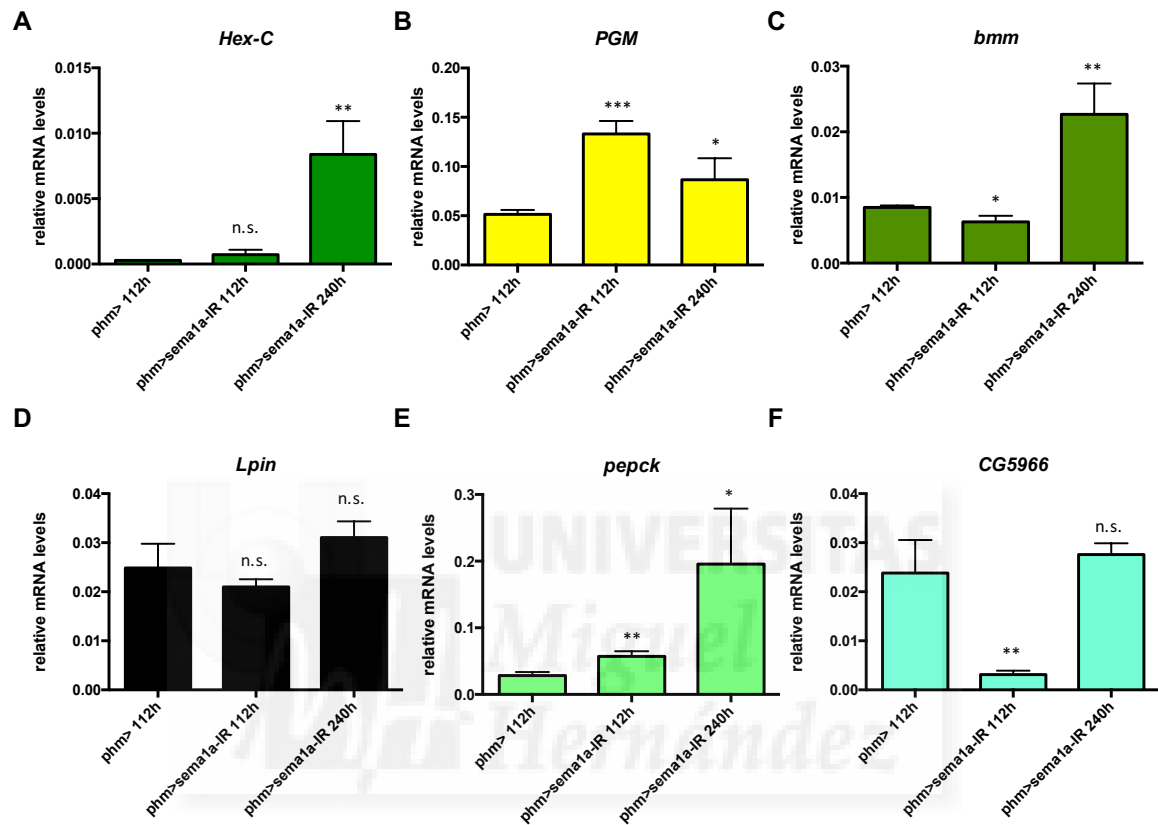 A
Hex-C
relative mRNA levels
0.015
0.010
0.005
0.000
n.s.
**
phm> 112h
phm>sema1a-IR 112h
phm>sema1a-IR 240h
B
PGM
relative mRNA levels
0.20
0.15
0.10
0.05
0.00
***
*
phm> 112h
phm>sema1a-IR 112h
phm>sema1a-IR 240h
C
bmm
relative mRNA levels
0.03
0.02
0.01
0.00
*
**
phm> 112h
phm>sema1a-IR 112h
phm>sema1a-IR 240h
D
Lpin
relative mRNA levels
0.04
0.03
0.02
0.01
0.00
n.s.
n.s.
phm> 112h
phm>sema1a-IR 112h
phm>sema1a-IR 240h
E
pepck
relative mRNA levels
0.3
0.2
0.1
0.0
**
*
phm> 112h
phm>sema1a-IR 112h
phm>sema1a-IR 240h
F
CG5966
relative mRNA levels
0.04
0.03
0.02
0.01
0.00
**
n.s.
phm> 112h
phm>sema1a-IR 112h
phm>sema1a-IR 240h
UNIVERSITAS
Miguel
Hernández